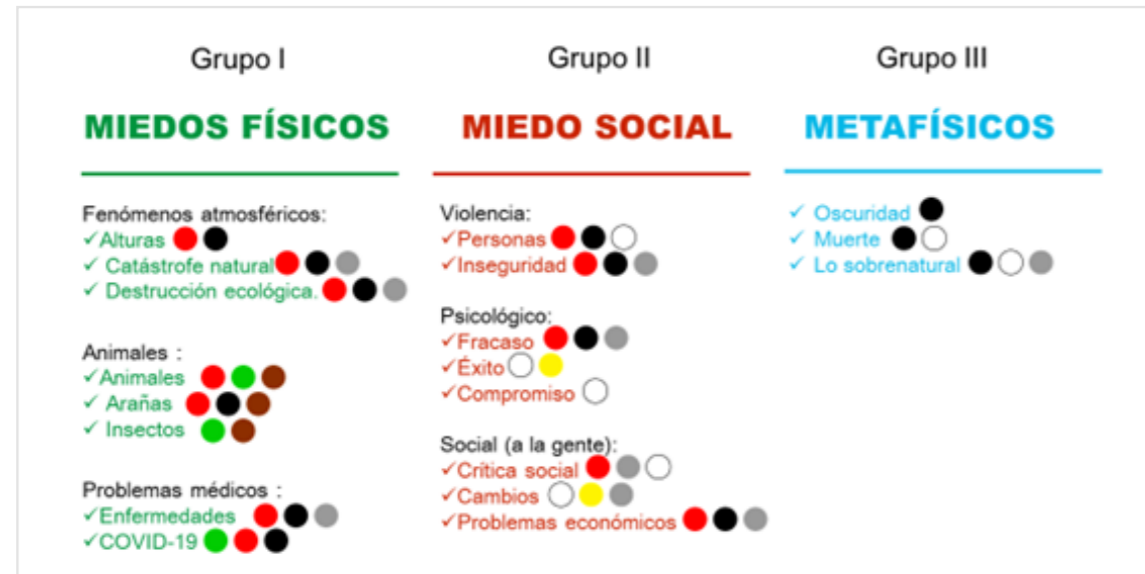 Grupo I
MIEDOS FÍSICOS
Fenómenos atmosféricos:
✓Alturas
✓ Catástrofe natural
✓ Destrucción ecológica.
Animales :
✓Animales
✓ Arañas
✓ Insectos
Problemas médicos :
✓Enfermedades
✓COVID-19
Grupo II
MIEDO SOCIAL
Violencia:
✓Personas
✓Inseguridad
Psicológico:
✓Fracaso
✓Éxito
✓Compromiso
Social (a la gente):
✓Crítica social
✓Cambios
✓Problemas económicos
Grupo III
METAFÍSICOS
✓ Oscuridad
✓ Muerte
✓ Lo sobrenatural